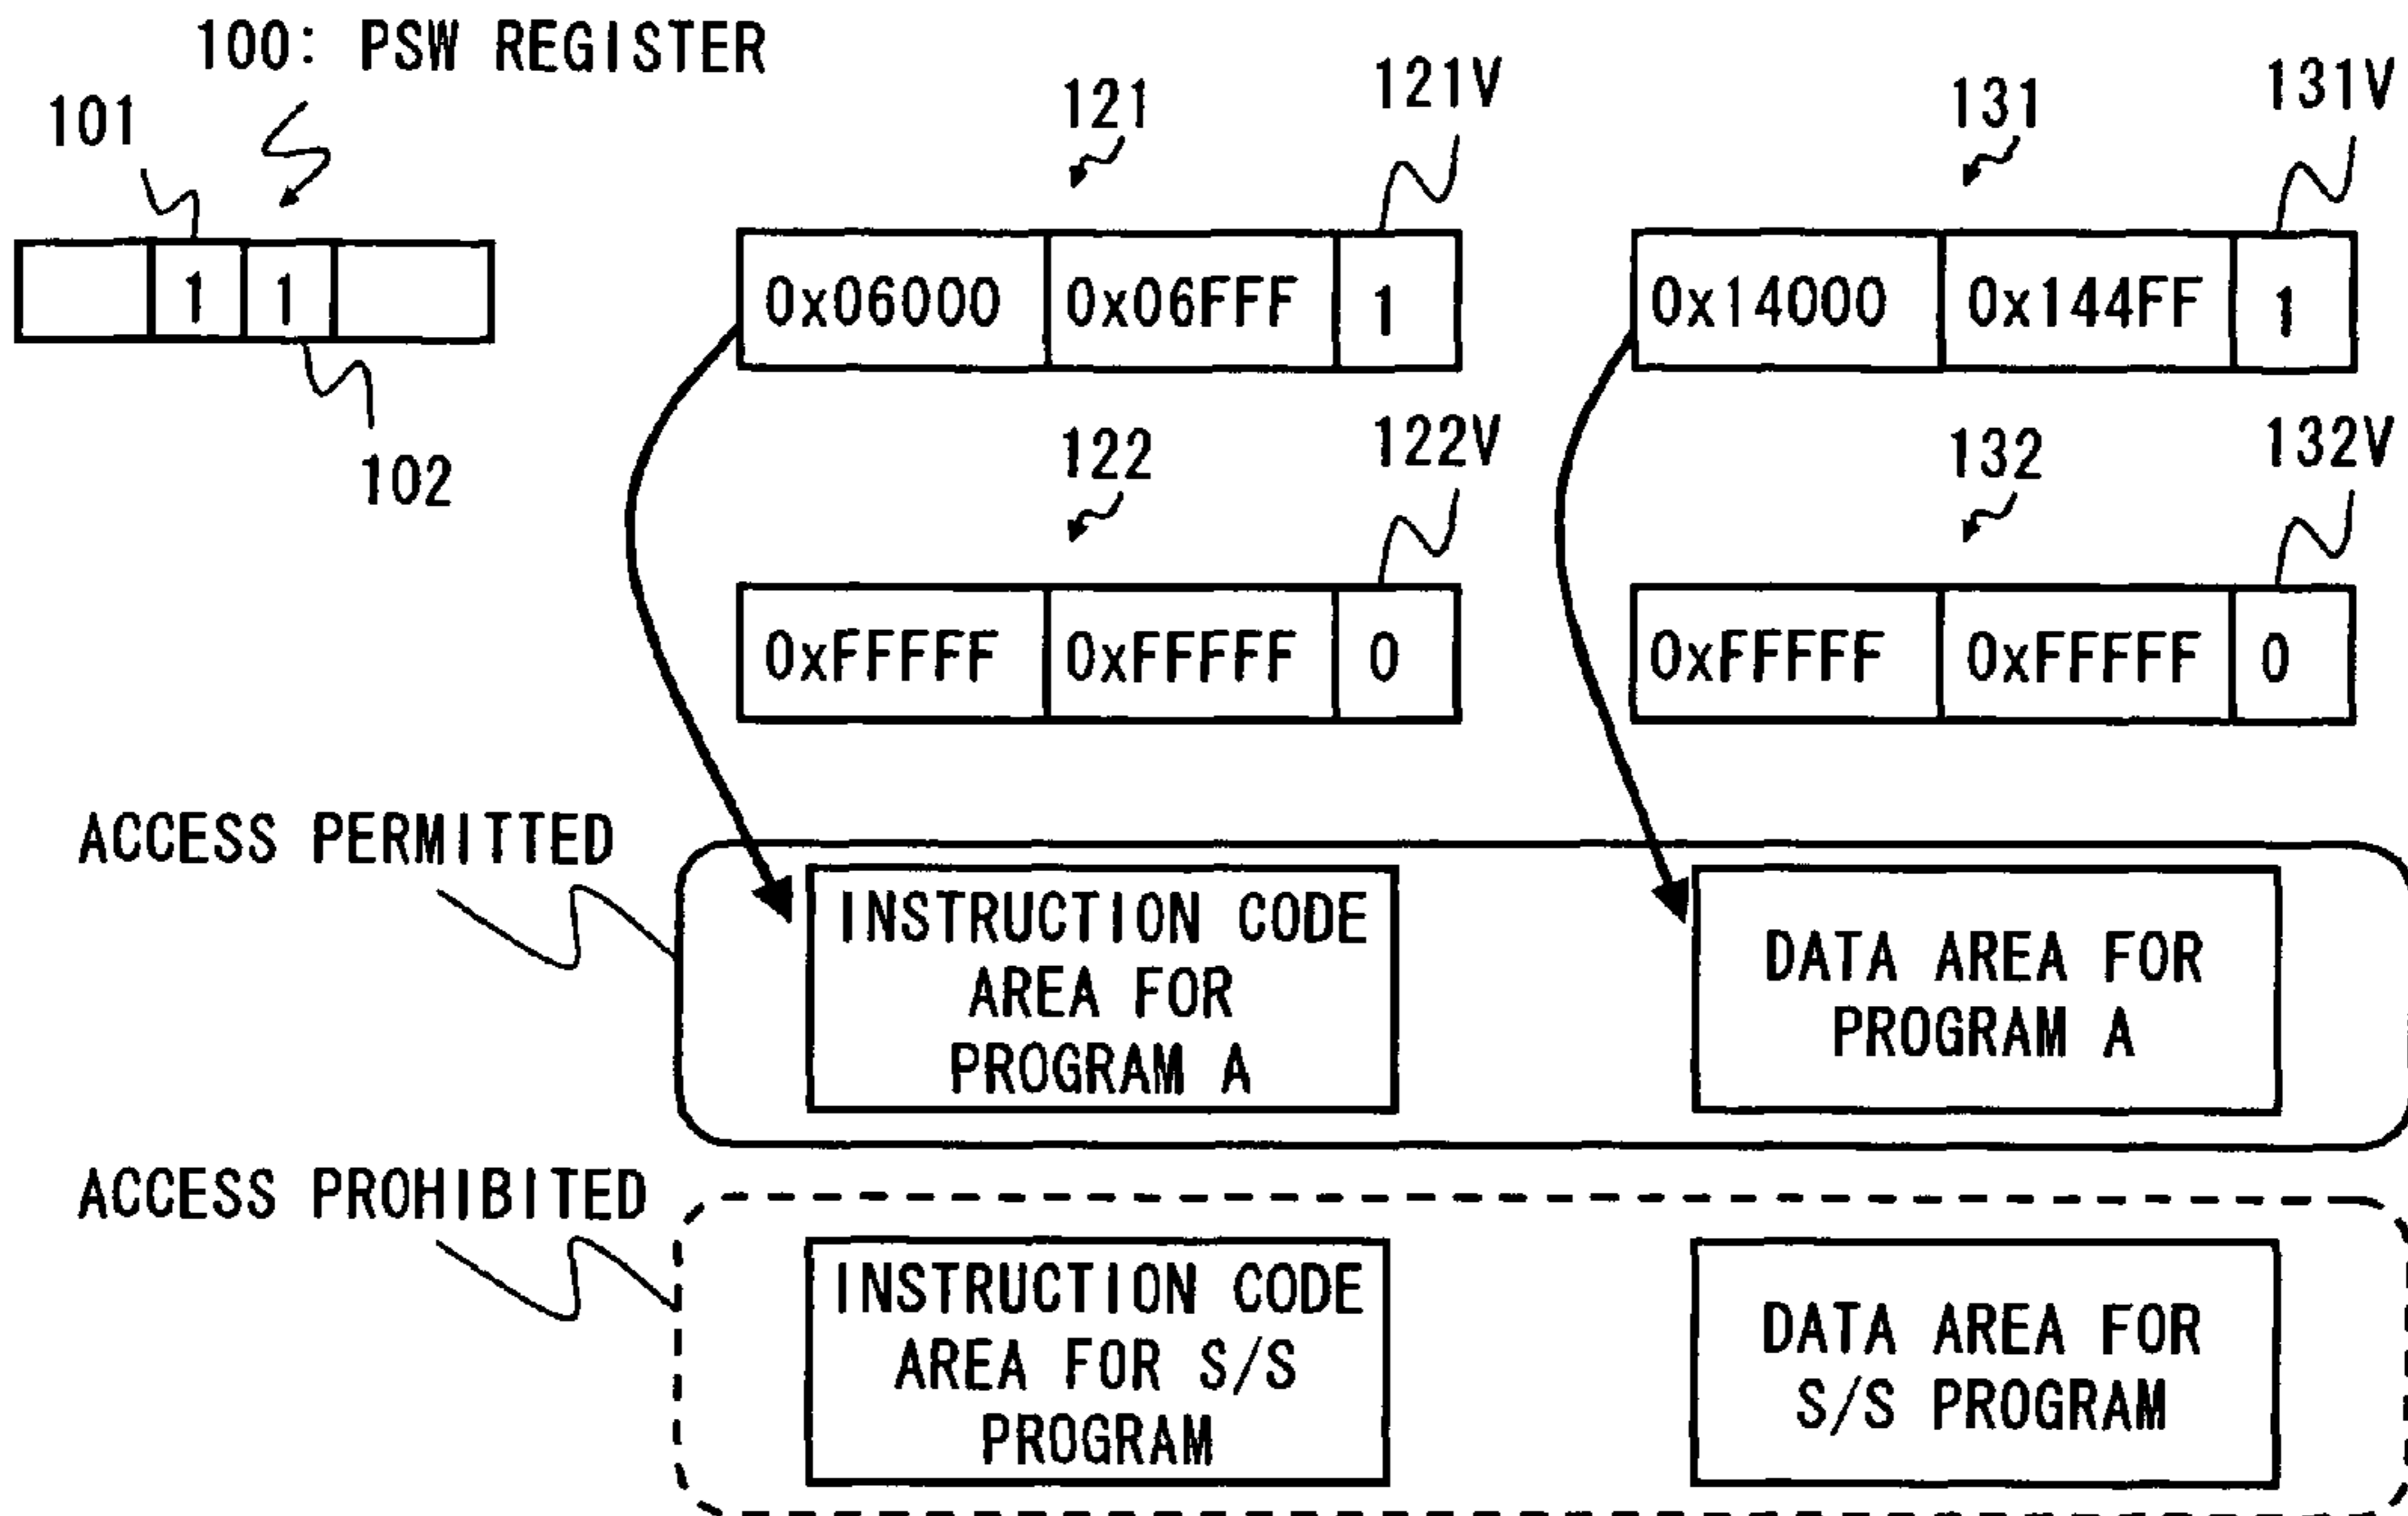 100: PSW REGISTER
101
121
121V
131
131V
1 1
0x06000 0x06FFF 1
0x14000 0x144FF 1
102
122
122V
132
132V
0xFFFFF 0xFFFFF 0
0xFFFFF 0xFFFFF 0
ACCESS PERMITTED
INSTRUCTION CODE
AREA FOR
PROGRAM A
DATA AREA FOR
PROGRAM A
ACCESS PROHIBITED
INSTRUCTION CODE
AREA FOR S/S
PROGRAM
DATA AREA FOR
S/S PROGRAM